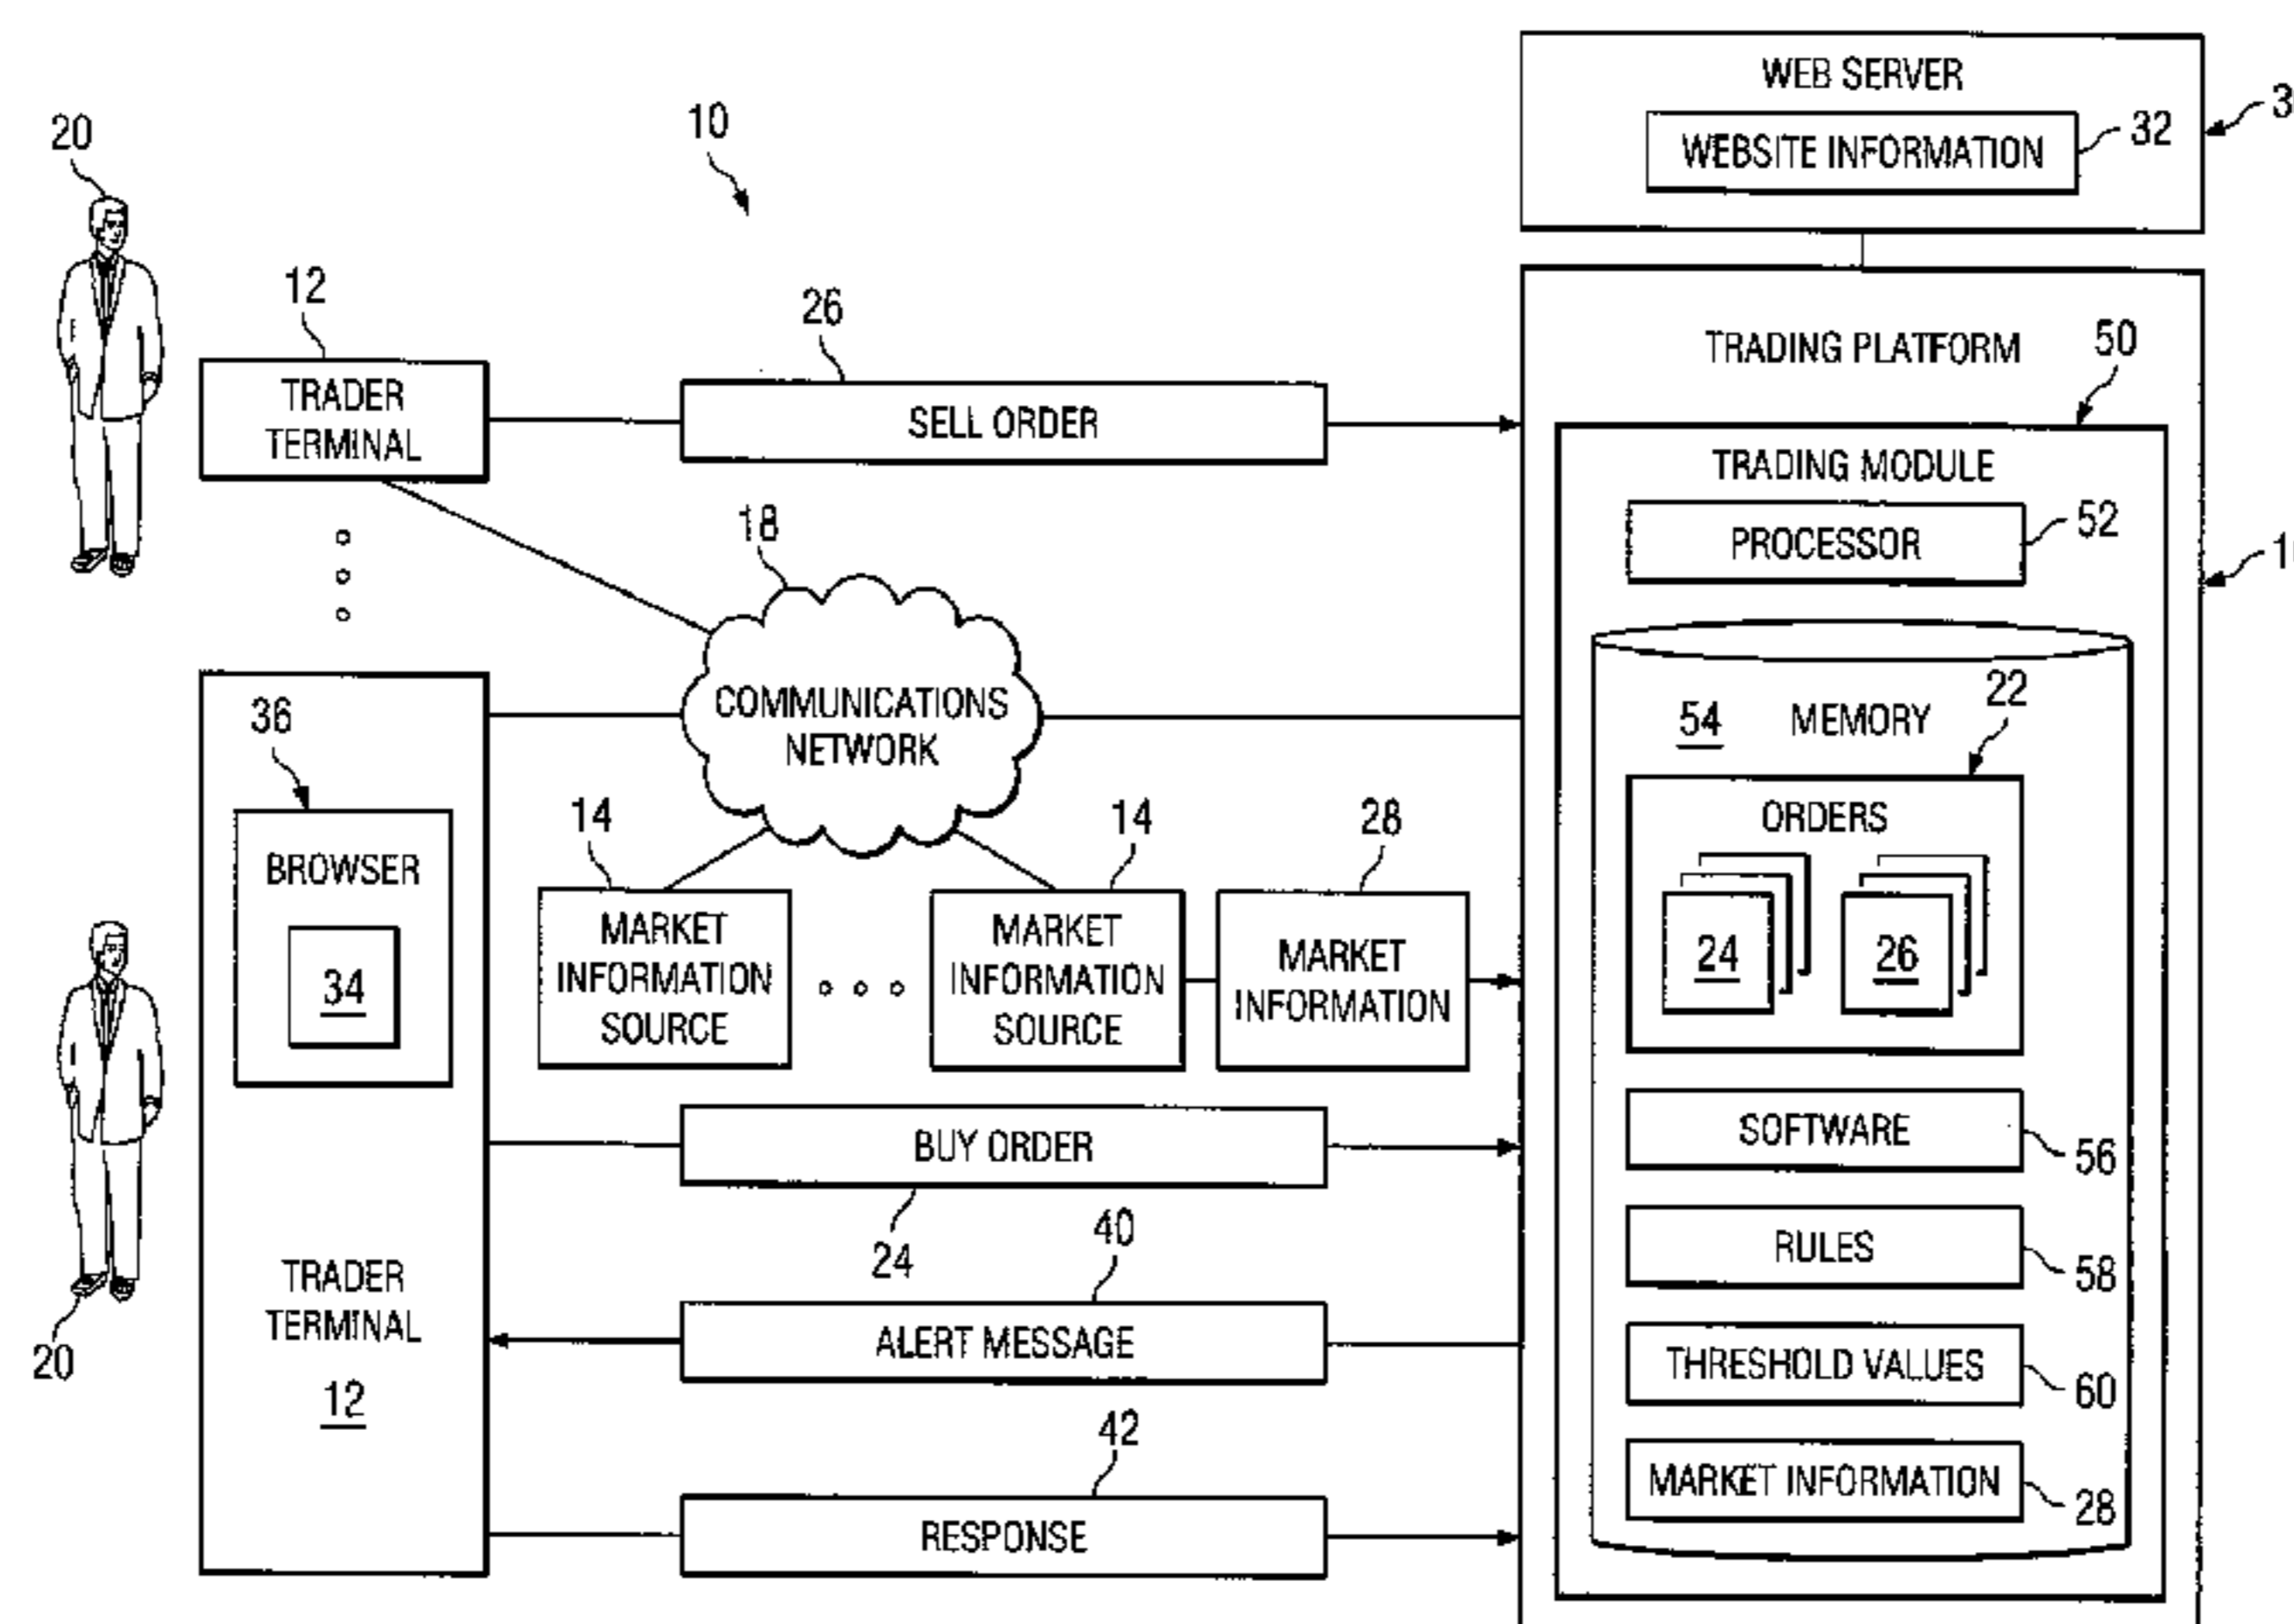 WEB SERVER
3
WEBSITE INFORMATION
32
10
20
12
26
TRADER
TERMINAL
SELL ORDER
TRADING PLATFORM
50
TRADING MODULE
PROCESSOR
52
1
18
COMMUNICATIONS
NETWORK
54
MEMORY
22
ORDERS
24
26
36
BROWSER
34
14
MARKET
INFORMATION
SOURCE
14
MARKET
INFORMATION
SOURCE
28
MARKET
INFORMATION
BUY ORDER
24
SOFTWARE
56
RULES
58
40
ALERT MESSAGE
TRADER
TERMINAL
12
20
THRESHOLD VALUES
60
42
RESPONSE
MARKET INFORMATION
28